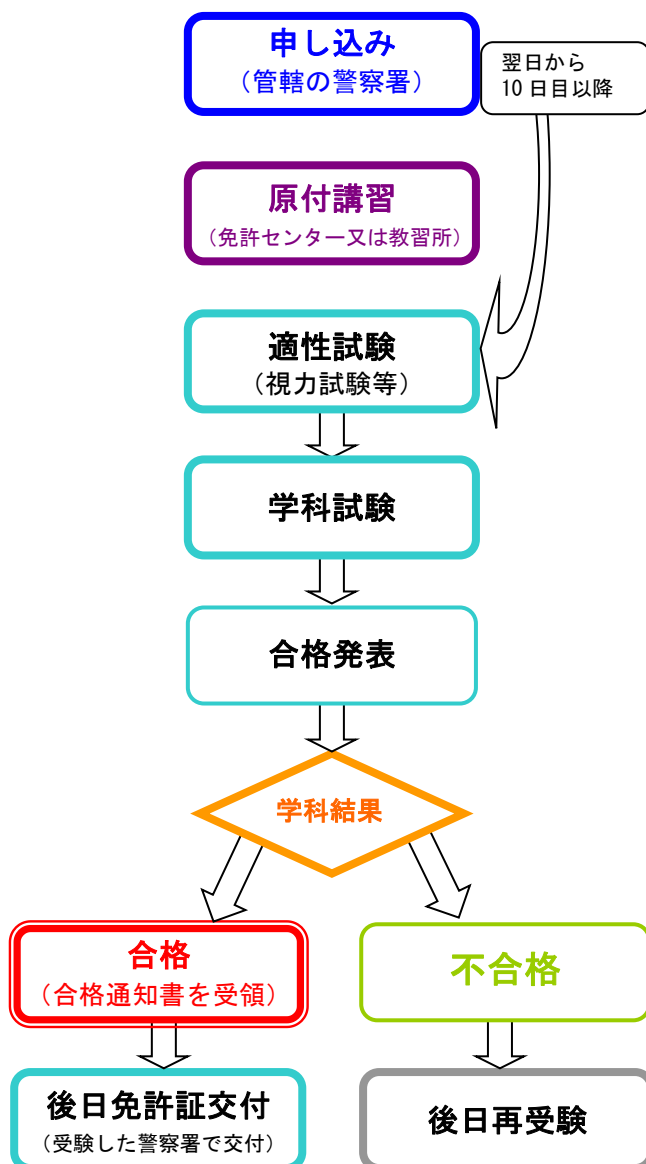 申し込み
（管轄の警察署）
翌日から
10日目以降
原付講習
（免許センター又は教習所）
適性試験
（視力試験等）
学科試験
合格発表
学科結果
合格
（合格通知書を受領）
不合格
後日免許証交付
（受験した警察署で交付）
後日再受験